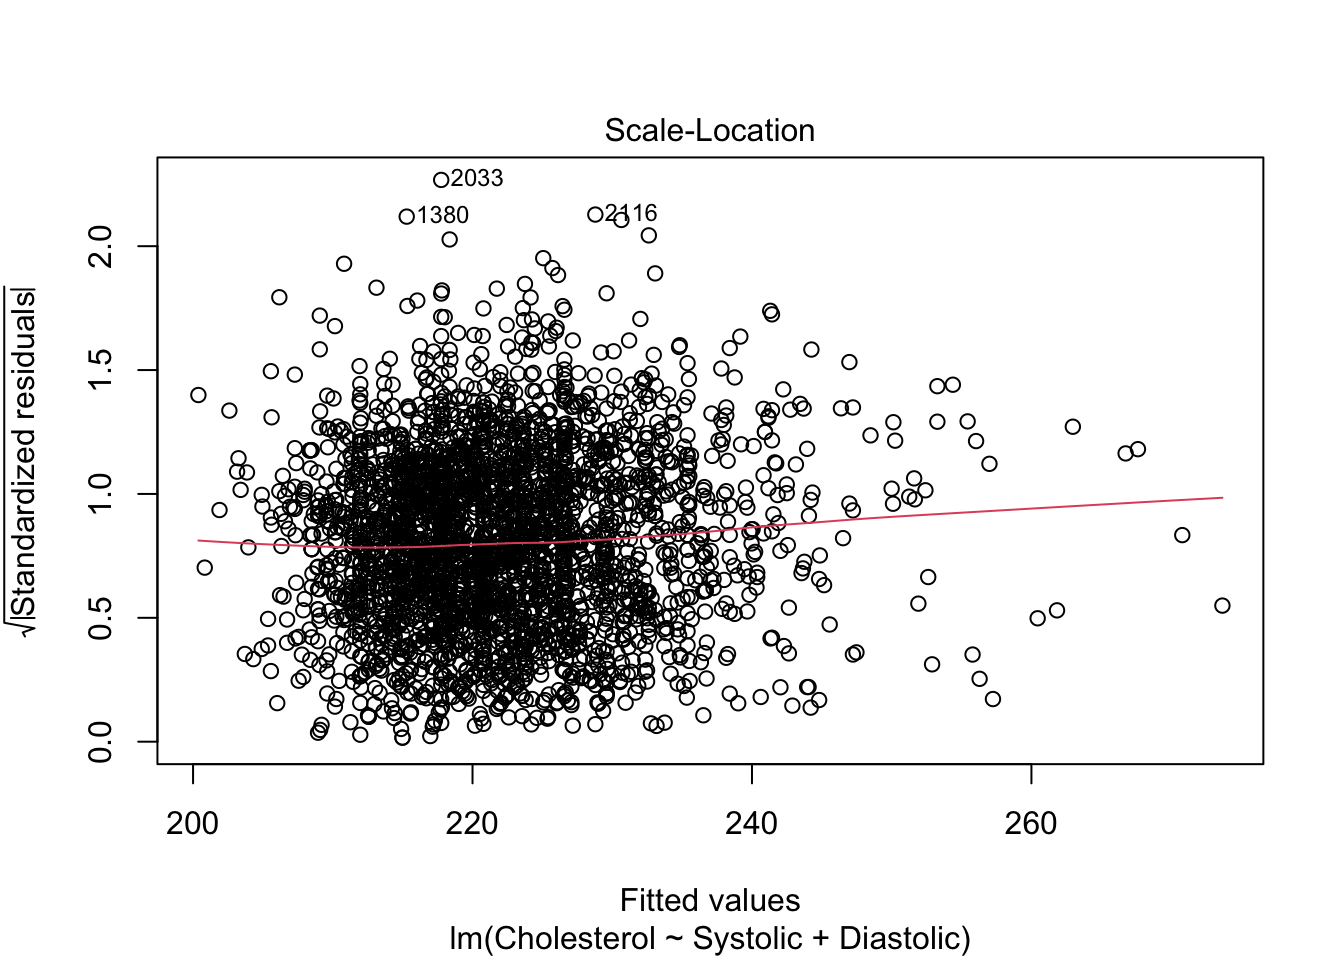 Scale-Location
2033
1380
2116
√|Standardized residuals|
2.0
1.5
1.0
0.5
0.0
200 220 240 260
Fitted values
lm(Cholesterol ~ Systolic + Diastolic)